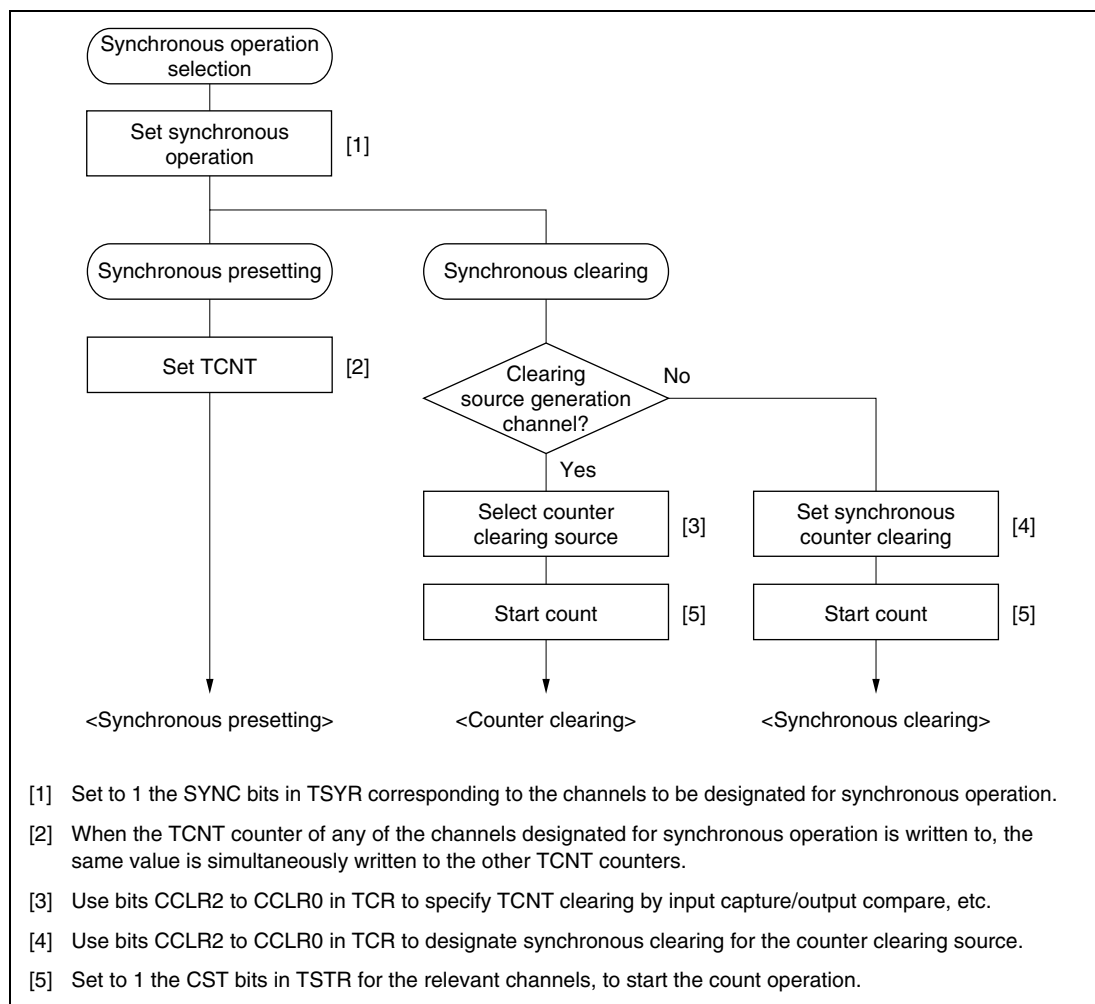 Synchronous operation
selection
Set synchronous
operation
[1]
Synchronous presetting
Synchronous clearing
Set TCNT
[2]
Clearing
source generation
channel?
No
Yes
Select counter
clearing source
[3]
Set synchronous
counter clearing
[4]
Start count
[5]
Start count
[5]
<Synchronous presetting>
<Counter clearing>
<Synchronous clearing>
[1] Set to 1 the SYNC bits in TSYR corresponding to the channels to be designated for synchronous operation.
[2] When the TCNT counter of any of the channels designated for synchronous operation is written to, the
same value is simultaneously written to the other TCNT counters.
[3] Use bits CCLR2 to CCLR0 in TCR to specify TCNT clearing by input capture/output compare, etc.
[4] Use bits CCLR2 to CCLR0 in TCR to designate synchronous clearing for the counter clearing source.
[5] Set to 1 the CST bits in TSTR for the relevant channels, to start the count operation.